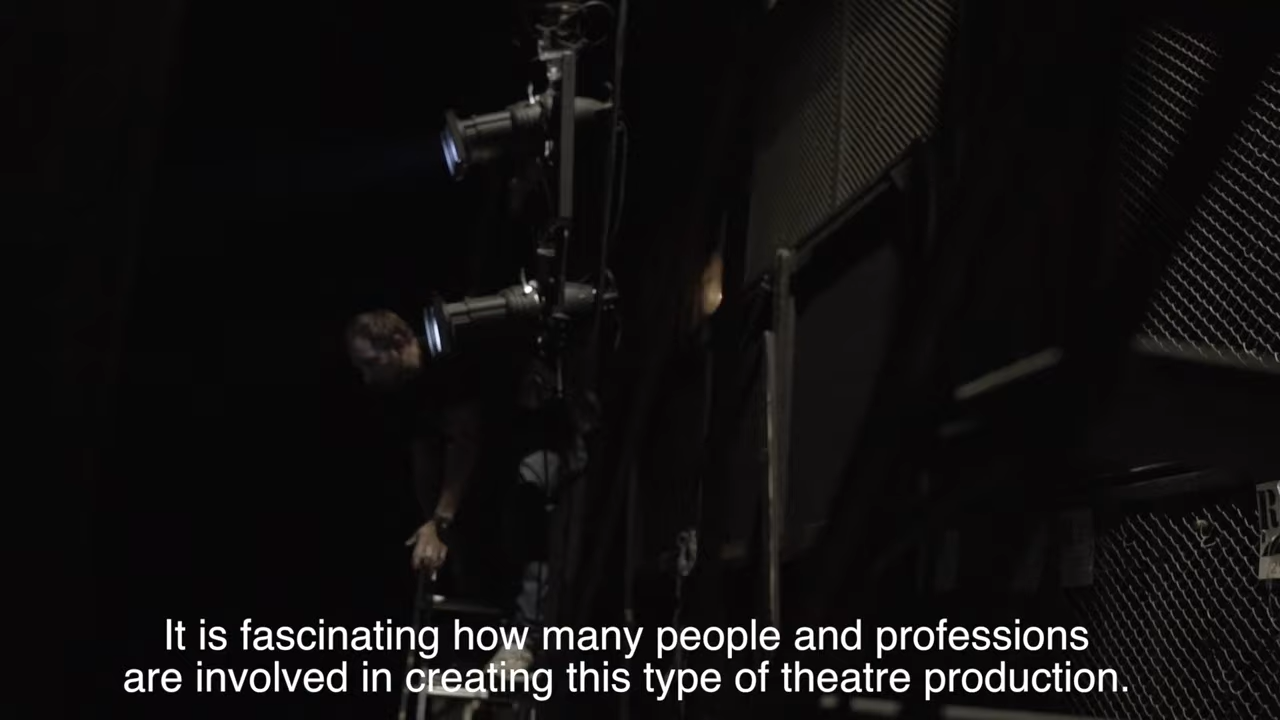 It is fascinating how many people and professions
are involved in creating this type of theatre production.